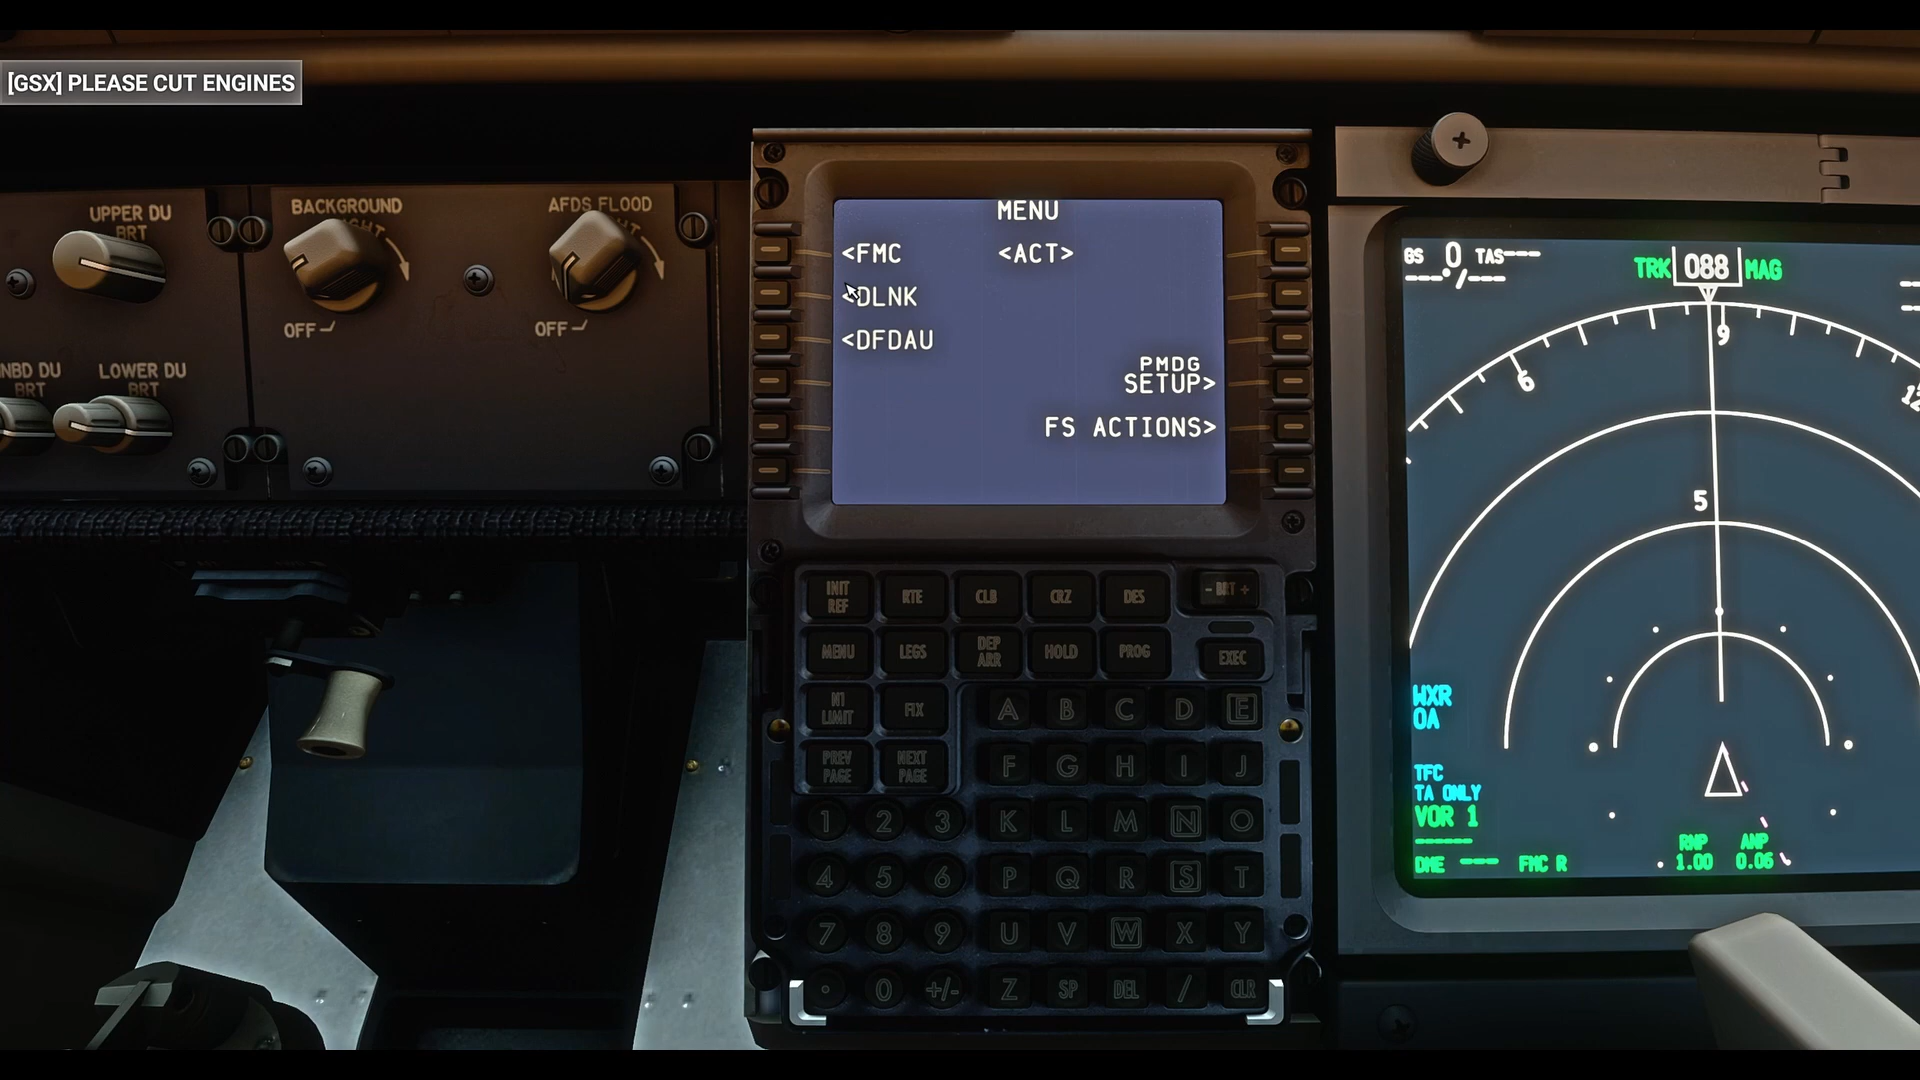 [GSX] PLEASE CUT ENGINES
UPPER DU
BRT
BACKGROUND
OFF
AFDS FLOOD
OFF
LOWER DU
BRT
BRT
MENU
<FMC <ACT>
<DLNK
<DFDAU
PMDG
SETUP>
FS ACTIONS>
INIT
REF
RTE
CLB
CRZ
DES
- BRT +
MENU
LEGS
DEP
ARR
HOLD
PROG
EXEC
N1
LIMIT
FIX
A B C D E
PREV
PAGE
NEXT
PAGE
F G H I J
1 2 3 K L M N O
4 5 6 P Q R S T
7 8 9 U V W X Y
. 0 +/- Z SP DEL / CLR
GS 0 TAS---
---°/---
TRK 088 MAG
9
6
12
5
WXR
OA
TFC
TA ONLY
VOR 1
DME --- FMC R
RNP ANP
1.00 0.06